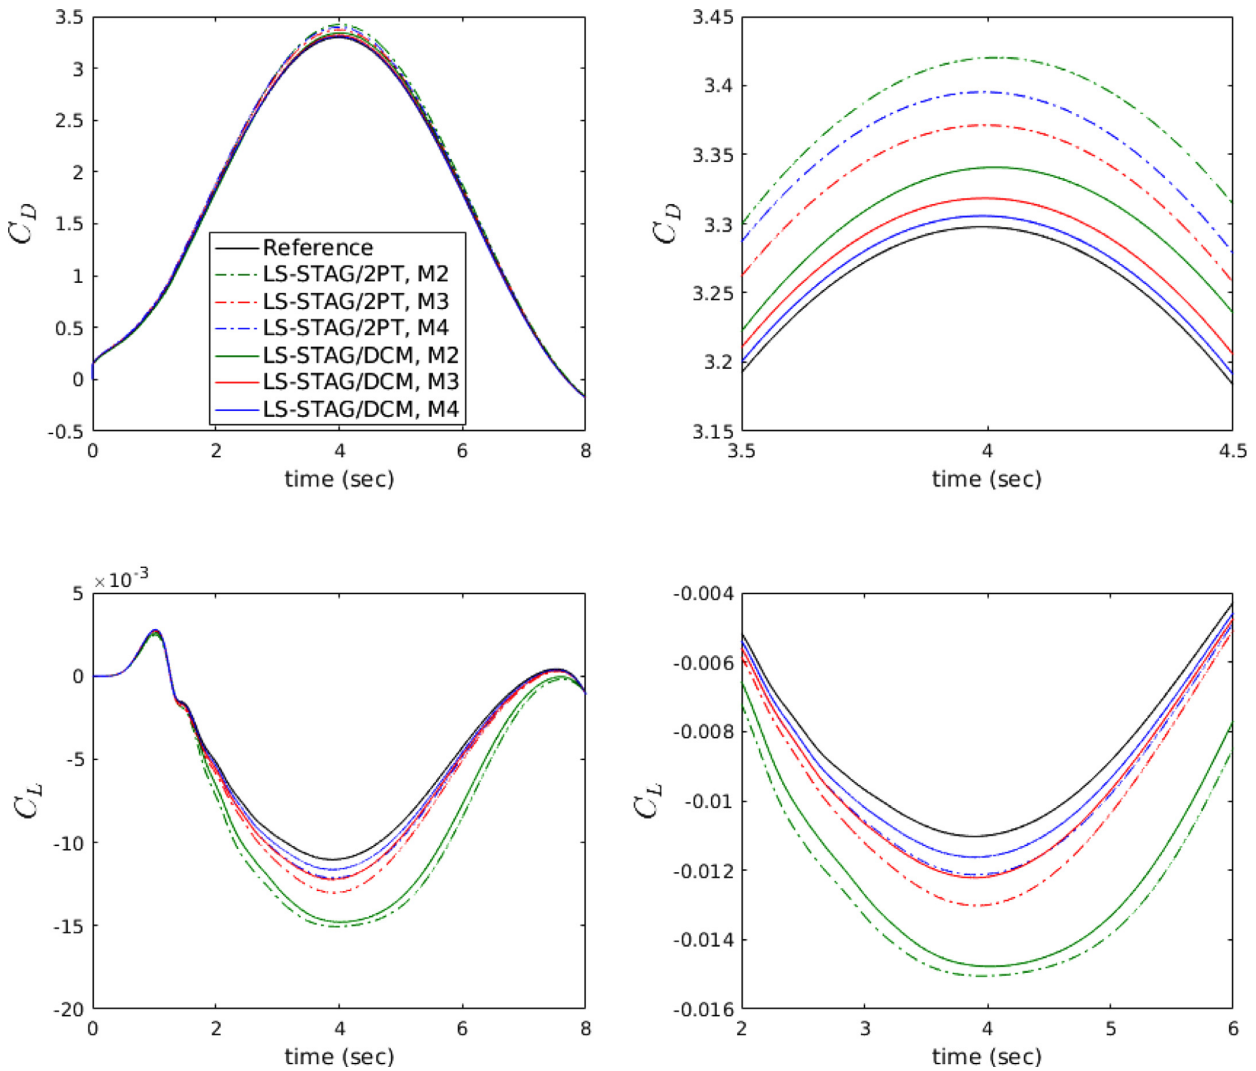 3.5
3
2.5
2
1.5
1
0.5
0
-0.5
C_D
Reference
LS-STAG/2PT, M2
LS-STAG/2PT, M3
LS-STAG/2PT, M4
LS-STAG/DCM, M2
LS-STAG/DCM, M3
LS-STAG/DCM, M4
0 2 4 6 8
time (sec)
3.45
3.4
3.35
3.3
3.25
3.2
3.15
C_D
3.5 4 4.5
time (sec)
×10⁻³
5
0
-5
-10
-15
-20
C_L
0 2 4 6 8
time (sec)
-0.004
-0.006
-0.008
-0.01
-0.012
-0.014
-0.016
C_L
2 3 4 5 6
time (sec)